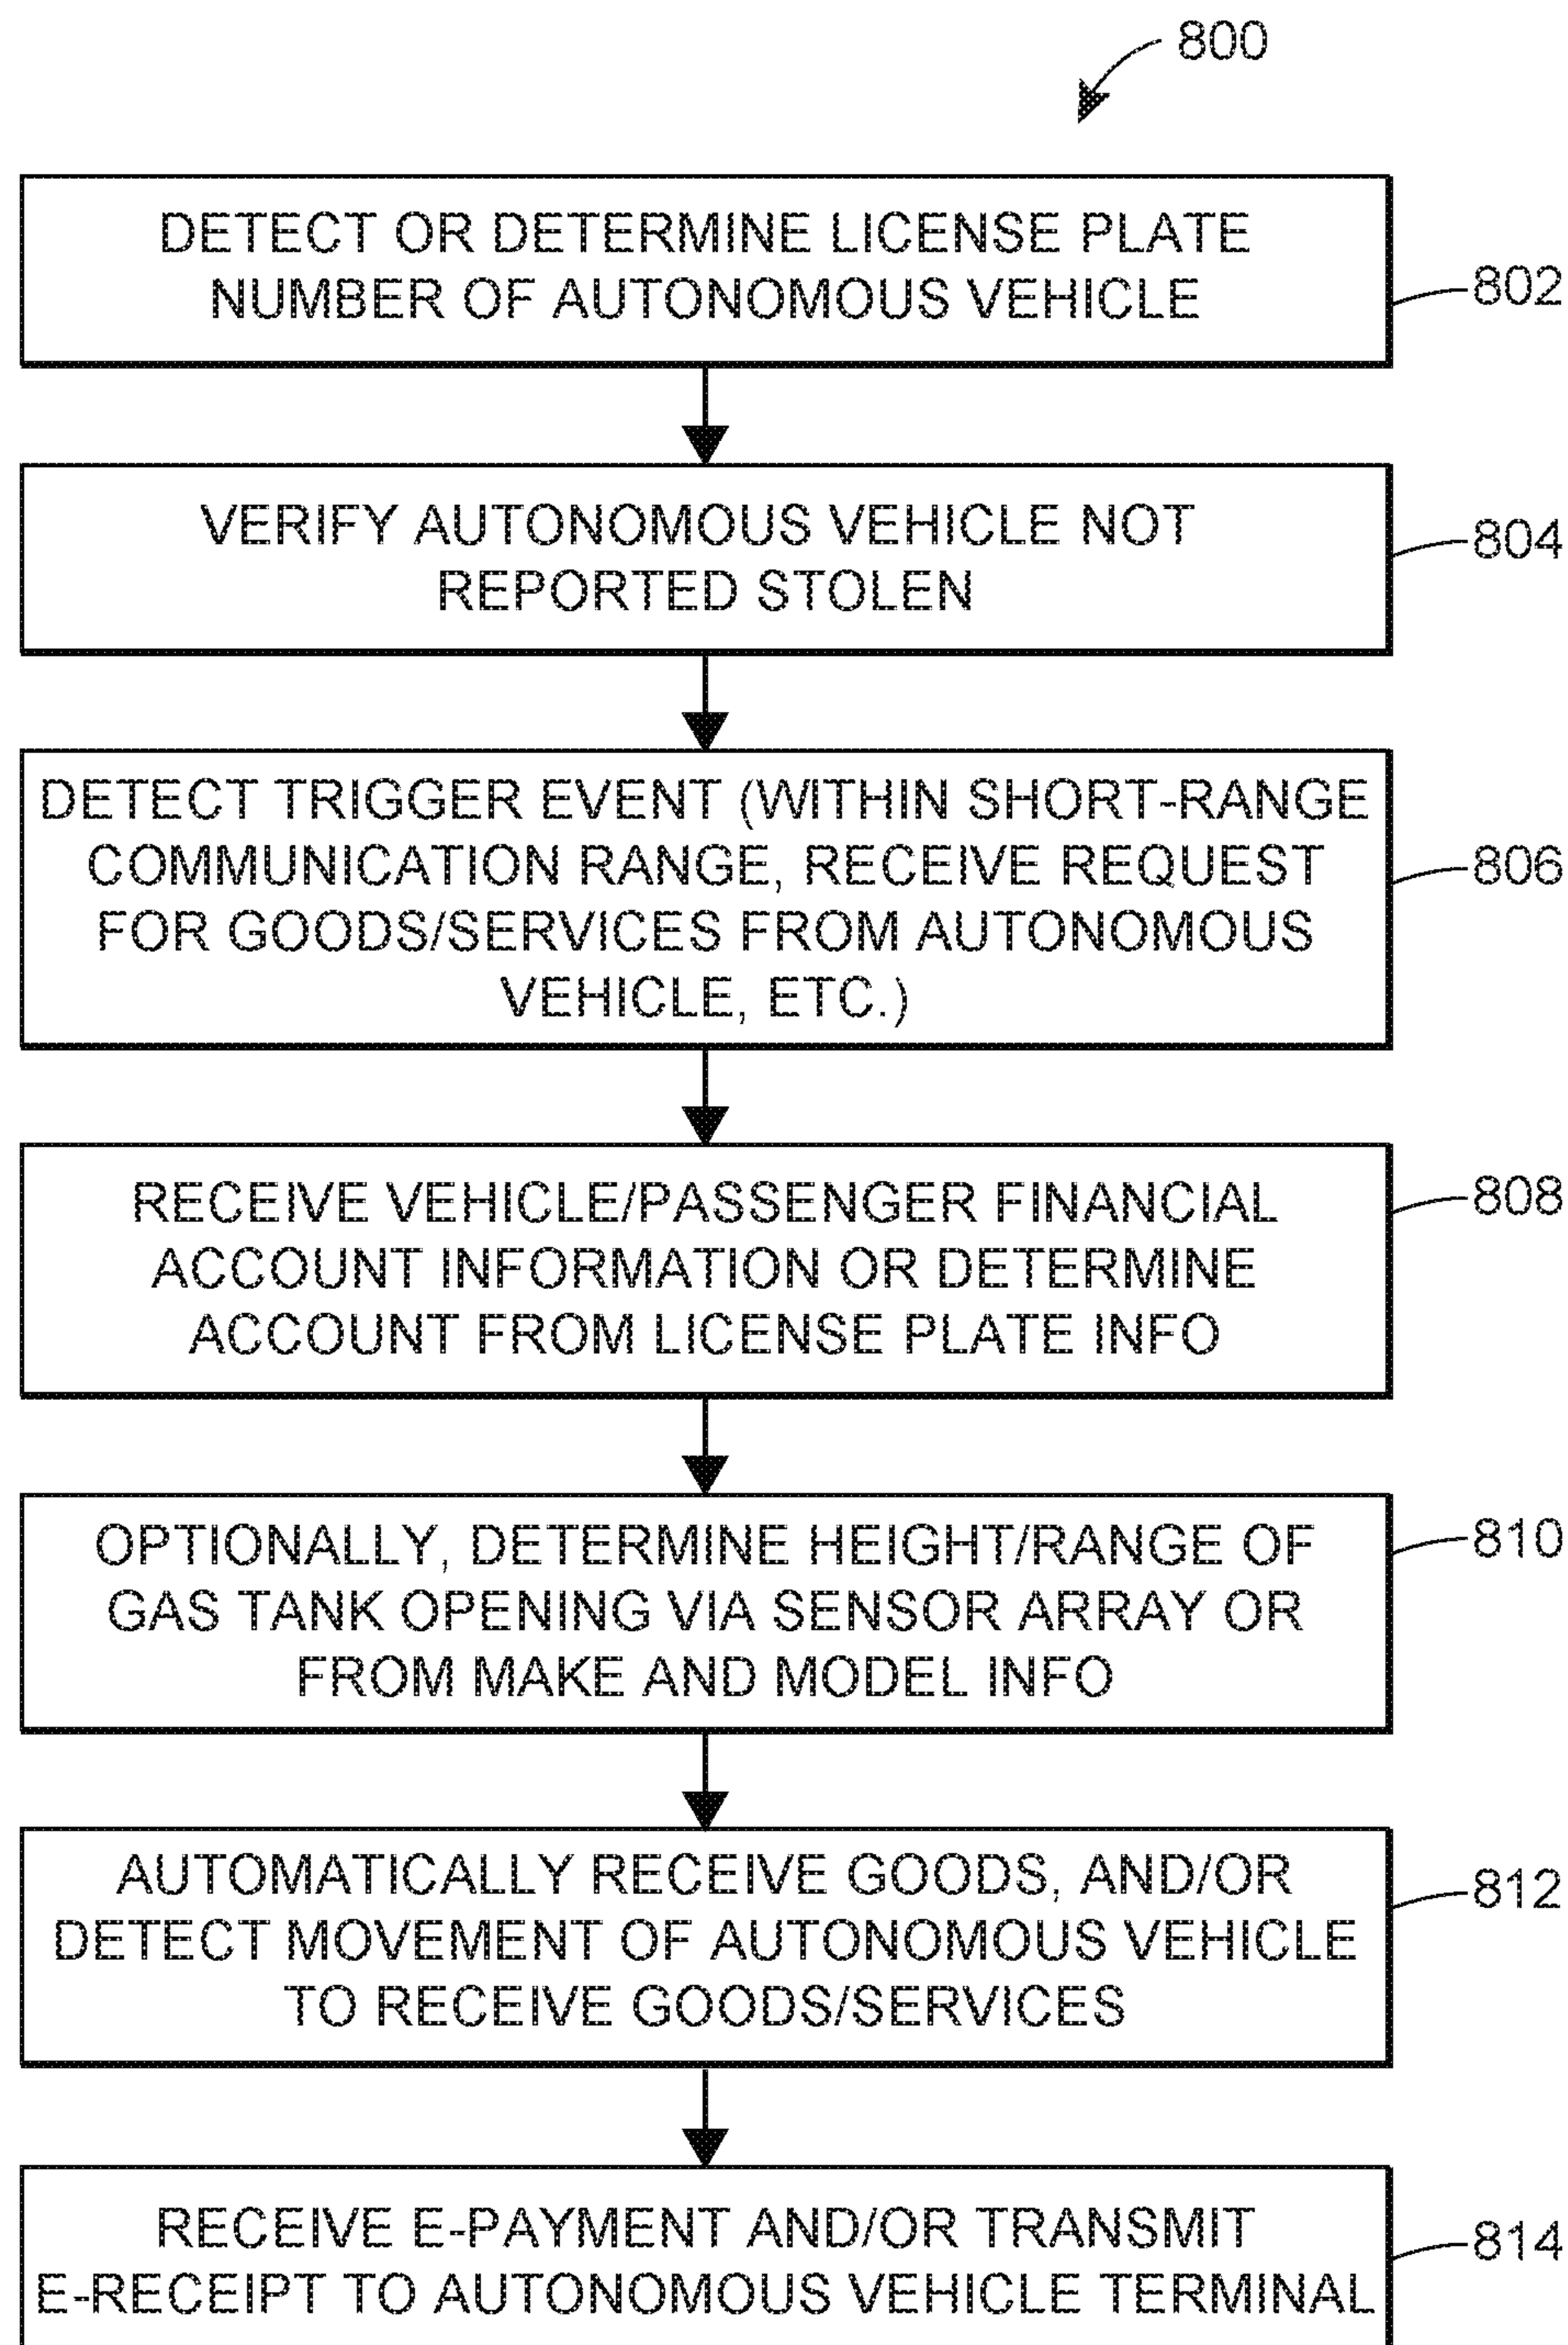 800
DETECT OR DETERMINE LICENSE PLATE
NUMBER OF AUTONOMOUS VEHICLE
802
VERIFY AUTONOMOUS VEHICLE NOT
REPORTED STOLEN
804
DETECT TRIGGER EVENT (WITHIN SHORT-RANGE
COMMUNICATION RANGE, RECEIVE REQUEST
FOR GOODS/SERVICES FROM AUTONOMOUS
VEHICLE, ETC.)
806
RECEIVE VEHICLE/PASSENGER FINANCIAL
ACCOUNT INFORMATION OR DETERMINE
ACCOUNT FROM LICENSE PLATE INFO
808
OPTIONALLY, DETERMINE HEIGHT/RANGE OF
GAS TANK OPENING VIA SENSOR ARRAY OR
FROM MAKE AND MODEL INFO
810
AUTOMATICALLY RECEIVE GOODS, AND/OR
DETECT MOVEMENT OF AUTONOMOUS VEHICLE
TO RECEIVE GOODS/SERVICES
812
RECEIVE E-PAYMENT AND/OR TRANSMIT
E-RECEIPT TO AUTONOMOUS VEHICLE TERMINAL
814